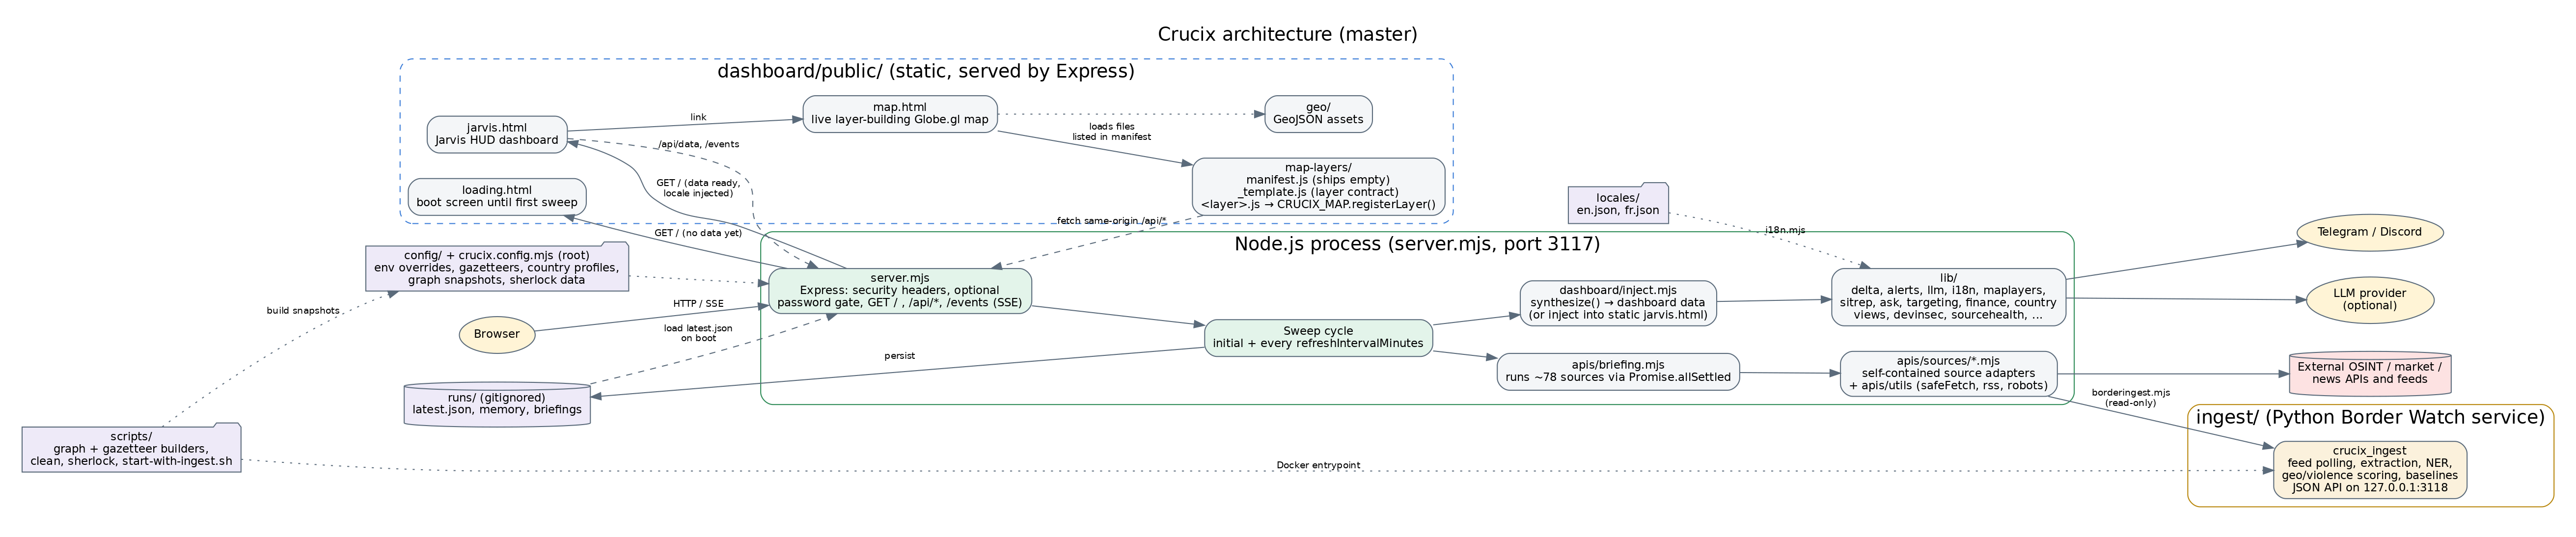 Crucix architecture (master)
dashboard/public/ (static, served by Express)
jarvis.html
Jarvis HUD dashboard
link
map.html
live layer-building Globe.gl map
geo/
GeoJSON assets
loads files
listed in manifest
/api/data, /events
GET / (data ready,
locale injected)
loading.html
boot screen until first sweep
map-layers/
manifest.js (ships empty)
_template.js (layer contract)
<layer>.js → CRUCIX_MAP.registerLayer()
fetch same-origin /api/*
GET / (no data yet)
locales/
en.json, fr.json
i18n.mjs
config/ + crucix.config.mjs (root)
env overrides, gazetteers, country profiles,
graph snapshots, sherlock data
build snapshots
Browser
HTTP / SSE
load latest.json
on boot
persist
runs/ (gitignored)
latest.json, memory, briefings
scripts/
graph + gazetteer builders,
clean, sherlock, start-with-ingest.sh
Docker entrypoint
Node.js process (server.mjs, port 3117)
server.mjs
Express: security headers, optional
password gate, GET / , /api/*, /events (SSE)
Sweep cycle
initial + every refreshIntervalMinutes
dashboard/inject.mjs
synthesize() → dashboard data
(or inject into static jarvis.html)
apis/briefing.mjs
runs ~78 sources via Promise.allSettled
lib/
delta, alerts, llm, i18n, maplayers,
sitrep, ask, targeting, finance, country
views, devinsec, sourcehealth, ...
apis/sources/*.mjs
self-contained source adapters
+ apis/utils (safeFetch, rss, robots)
Telegram / Discord
LLM provider
(optional)
External OSINT / market /
news APIs and feeds
borderingest.mjs
(read-only)
ingest/ (Python Border Watch service)
crucix_ingest
feed polling, extraction, NER,
geo/violence scoring, baselines
JSON API on 127.0.0.1:3118